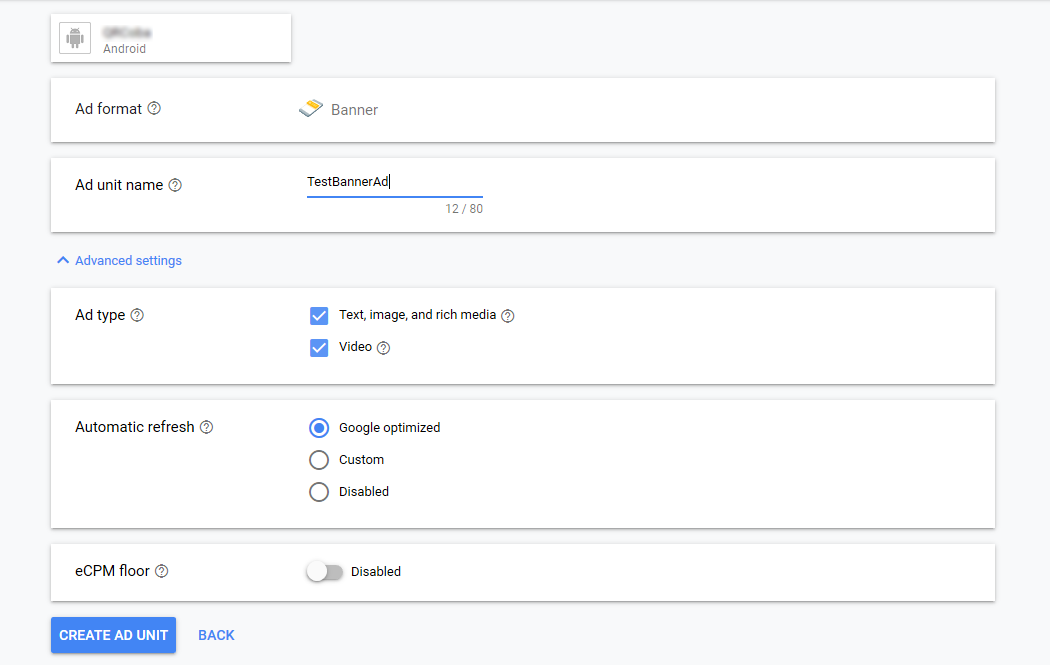 Android
Ad format
Banner
Ad unit name
TestBannerAd
12 / 80
Advanced settings
Ad type
Text, image, and rich media
Video
Automatic refresh
Google optimized
Custom
Disabled
eCPM floor
Disabled
CREATE AD UNIT
BACK